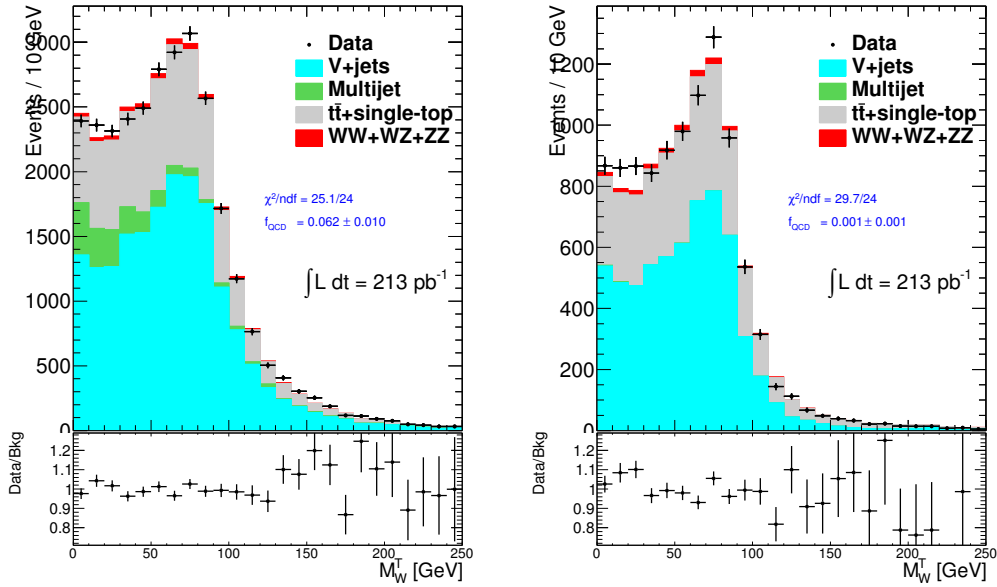 Events / 10 GeV
3000
2500
2000
1500
1000
500
0
Data
V+jets
Multijet
tt̄+single-top
WW+WZ+ZZ
χ²/ndf = 25.1/24
f_QCD = 0.062 ± 0.010
∫L dt = 213 pb⁻¹
Data/Bkg
1.2
1.1
1
0.9
0.8
0 50 100 150 200 250
M_W^T [GeV]
Events / 10 GeV
1200
1000
800
600
400
200
0
Data
V+jets
Multijet
tt̄+single-top
WW+WZ+ZZ
χ²/ndf = 29.7/24
f_QCD = 0.001 ± 0.001
∫L dt = 213 pb⁻¹
Data/Bkg
1.2
1.1
1
0.9
0.8
0 50 100 150 200 250
M_W^T [GeV]